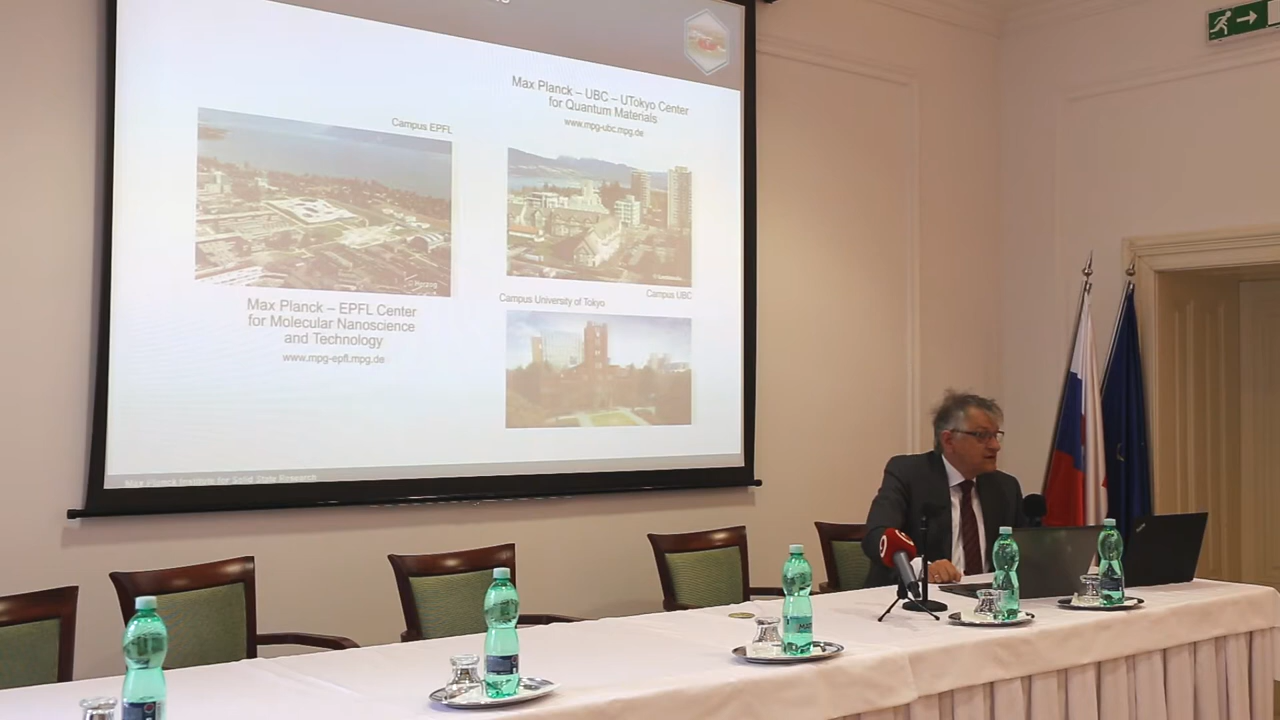 Campus EPFL
Max Planck – EPFL Center
for Molecular Nanoscience
and Technology
www.mpg-epfl.mpg.de
Max Planck – UBC – UTokyo Center
for Quantum Materials
www.mpg-ubc.mpg.de
Campus UBC
Campus University of Tokyo
Max Planck Institute for Solid State Research